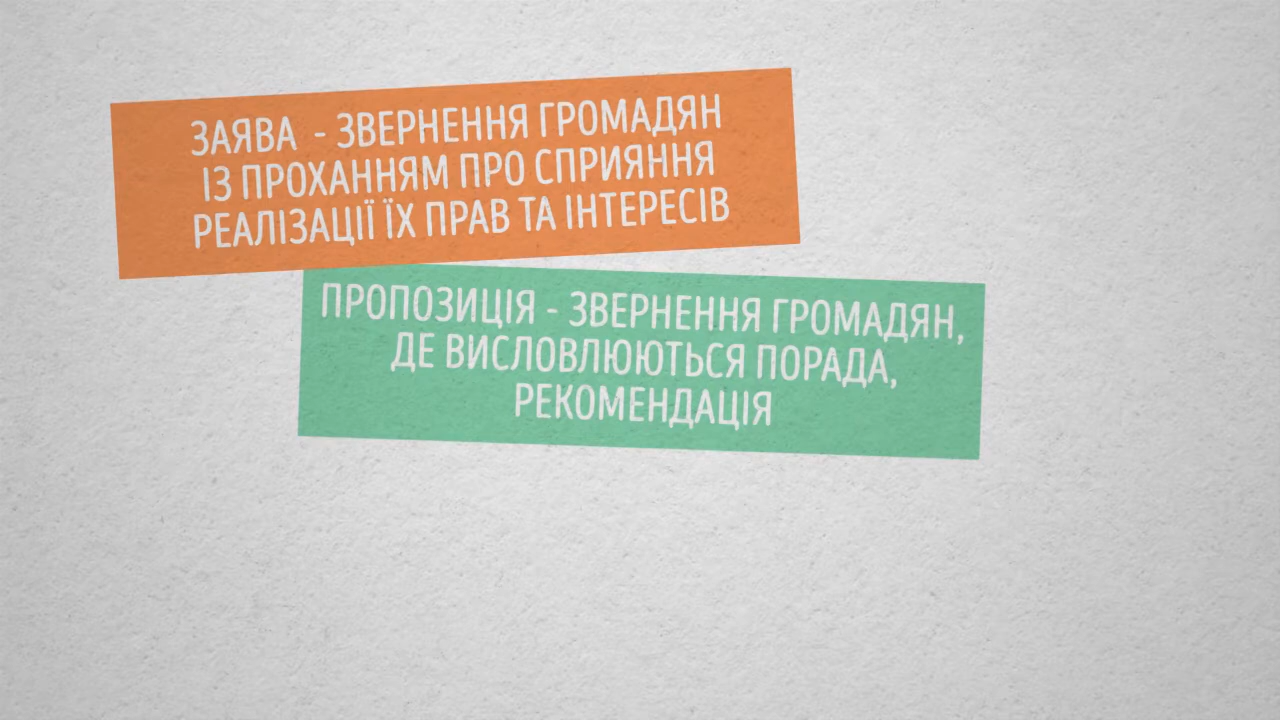 ЗАЯВА - ЗВЕРНЕННЯ ГРОМАДЯН
ІЗ ПРОХАННЯМ ПРО СПРИЯННЯ
РЕАЛІЗАЦІЇ ЇХ ПРАВ ТА ІНТЕРЕСІВ
ПРОПОЗИЦІЯ - ЗВЕРНЕННЯ ГРОМАДЯН,
ДЕ ВИСЛОВЛЮЮТЬСЯ ПОРАДА,
РЕКОМЕНДАЦІЯ